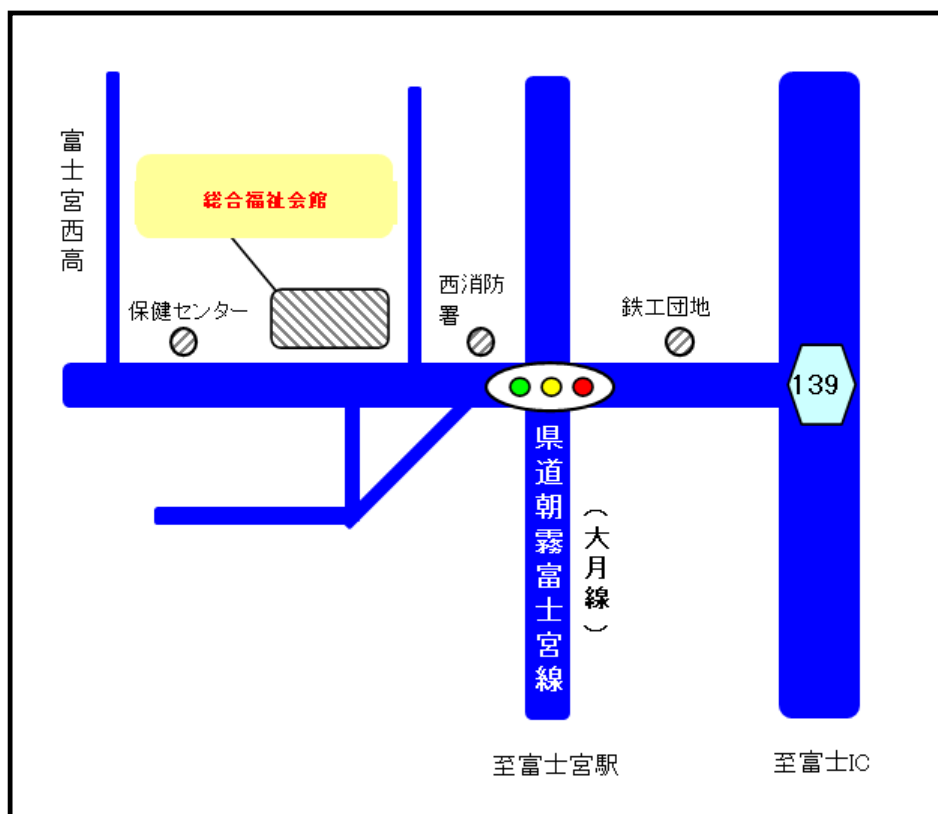 富士宮西高
総合福祉会館
保健センター
西消防
署
鉄工団地
139
県道朝霧富士宮線
（大月線）
至富士宮駅
至富士IC